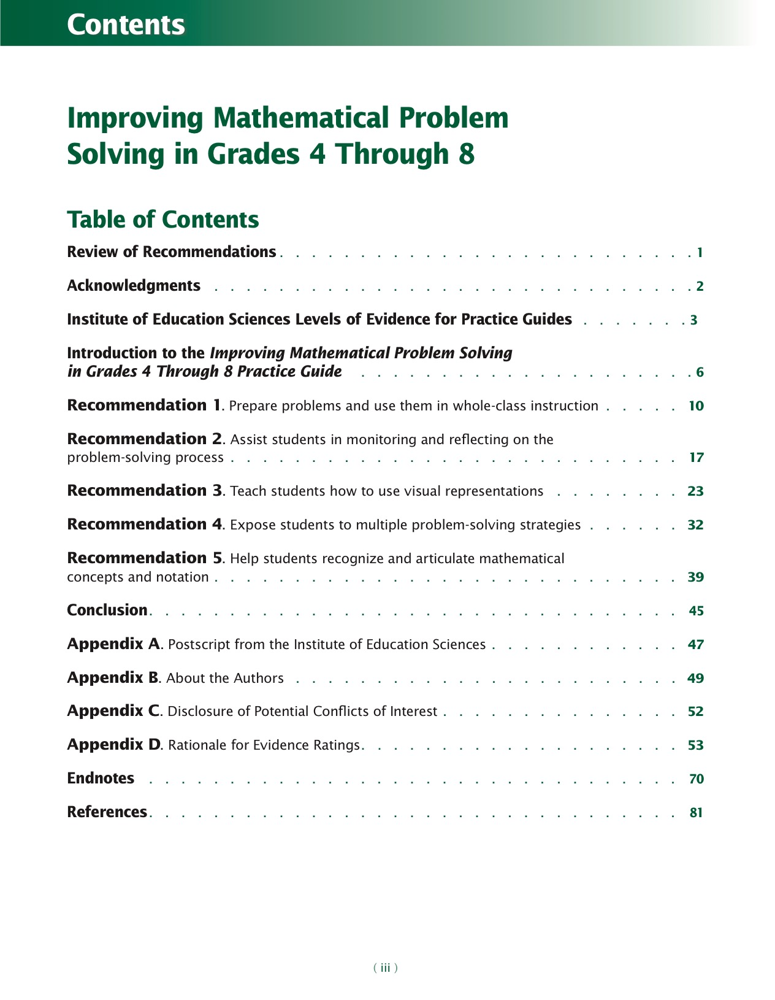 Contents
Improving Mathematical Problem
Solving in Grades 4 Through 8
Table of Contents
Review of Recommendations . . . . . . . . . . . . . . . . . . . . . . . . . . 1
Acknowledgments . . . . . . . . . . . . . . . . . . . . . . . . . . . . . . 2
Institute of Education Sciences Levels of Evidence for Practice Guides . . . . . . . 3
Introduction to the Improving Mathematical Problem Solving
in Grades 4 Through 8 Practice Guide . . . . . . . . . . . . . . . . . . . . . 6
Recommendation 1. Prepare problems and use them in whole-class instruction . . . . . 10
Recommendation 2. Assist students in monitoring and reflecting on the
problem-solving process . . . . . . . . . . . . . . . . . . . . . . . . . . . . 17
Recommendation 3. Teach students how to use visual representations . . . . . . . . 23
Recommendation 4. Expose students to multiple problem-solving strategies . . . . . . 32
Recommendation 5. Help students recognize and articulate mathematical
concepts and notation . . . . . . . . . . . . . . . . . . . . . . . . . . . . . 39
Conclusion . . . . . . . . . . . . . . . . . . . . . . . . . . . . . . . . . 45
Appendix A. Postscript from the Institute of Education Sciences . . . . . . . . . . . . 47
Appendix B. About the Authors . . . . . . . . . . . . . . . . . . . . . . . . 49
Appendix C. Disclosure of Potential Conflicts of Interest . . . . . . . . . . . . . . . 52
Appendix D. Rationale for Evidence Ratings . . . . . . . . . . . . . . . . . . . . 53
Endnotes . . . . . . . . . . . . . . . . . . . . . . . . . . . . . . . . . 70
References . . . . . . . . . . . . . . . . . . . . . . . . . . . . . . . . . 81
( iii )